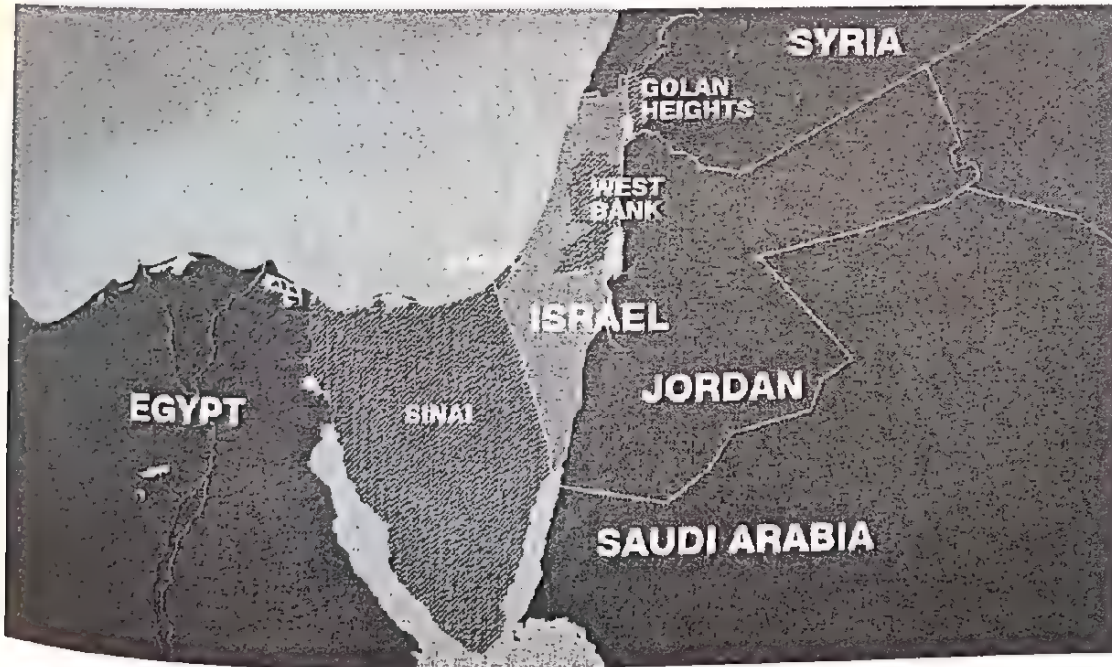 SYRIA
GOLAN
HEIGHTS
WEST
BANK
ISRAEL
JORDAN
EGYPT
SINAI
SAUDI ARABIA